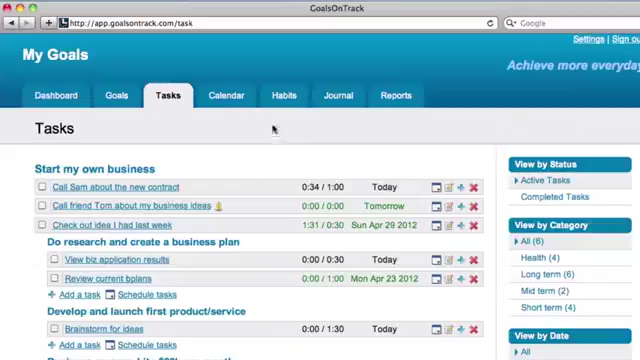 GoalsOnTrack
http://app.goalsontrack.com/task
Google
Settings | Sign ou
My Goals
Achieve more everyday
Dashboard Goals Tasks Calendar Habits Journal Reports
Tasks
Start my own business
Call Sam about the new contract 0:34 / 1:00 Today
Call friend Tom about my business ideas 0:00 / 0:00 Tomorrow
Check out idea I had last week 1:31 / 0:30 Sun Apr 29 2012
Do research and create a business plan
View biz application results 0:00 / 0:30 Today
Review current bplans 0:00 / 1:00 Mon Apr 23 2012
Add a task Schedule tasks
Develop and launch first product/service
Brainstorm for ideas 0:00 / 1:30 Today
Add a task Schedule tasks
View by Status
Active Tasks
Completed Tasks
View by Category
All (6)
Health (4)
Long term (6)
Mid term (2)
Short term (4)
View by Date
All